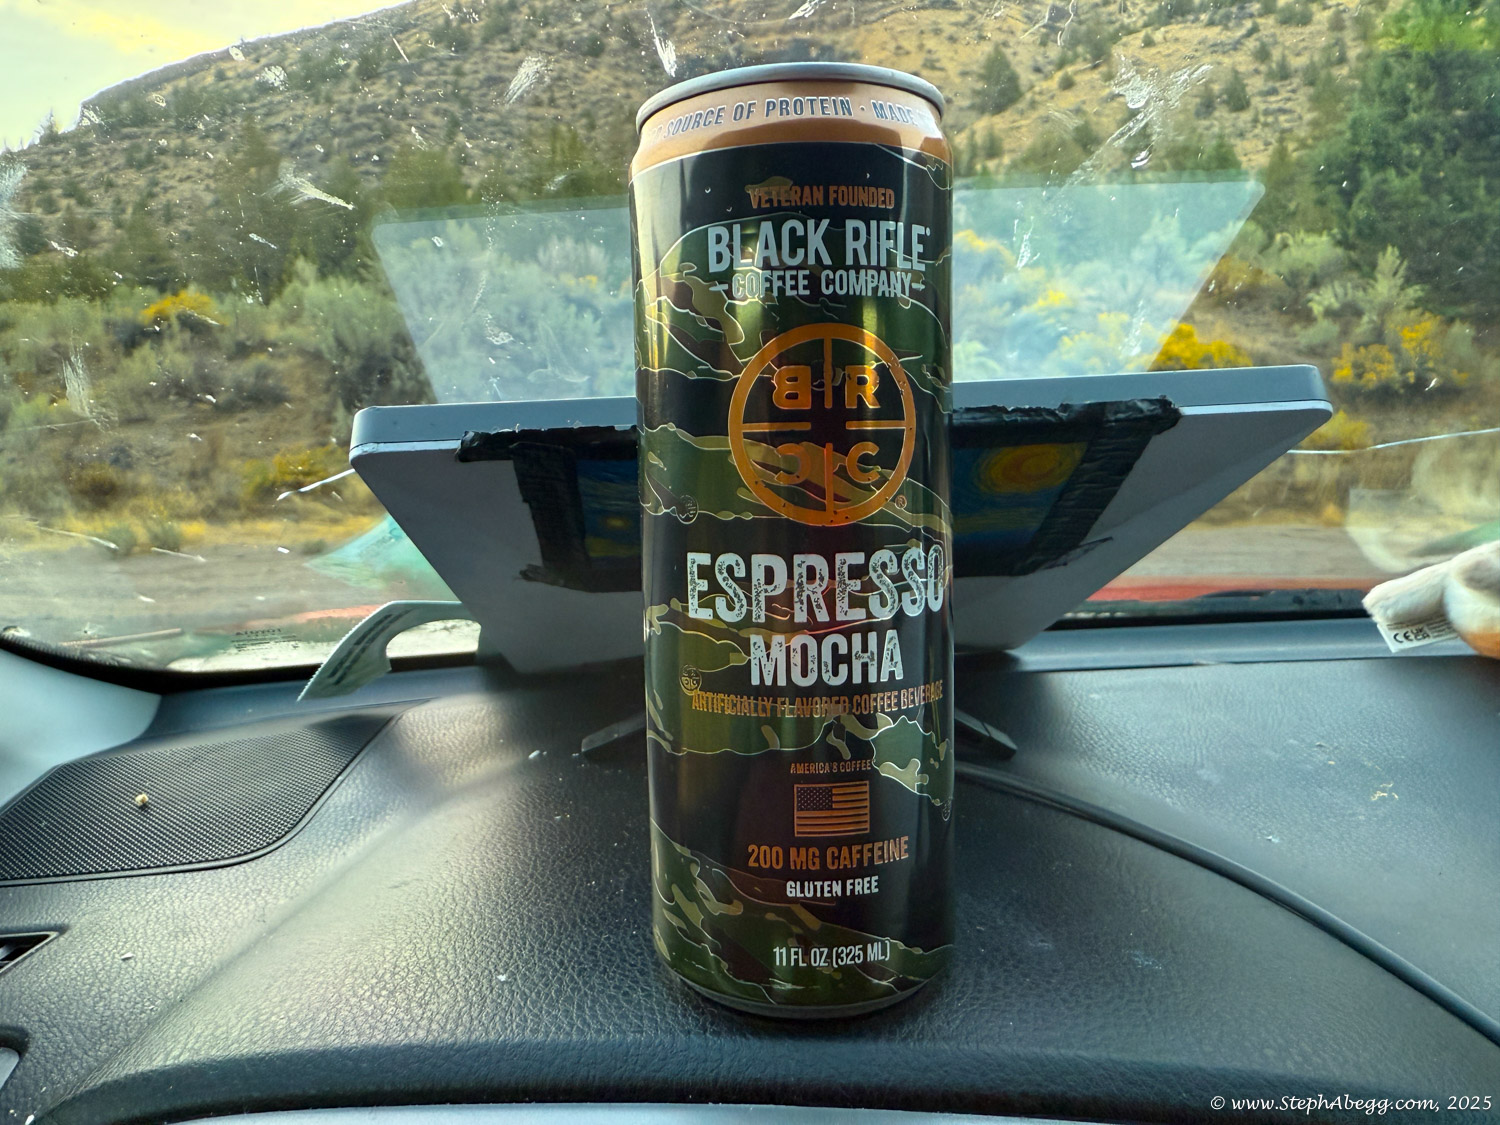 SOURCE OF PROTEIN · MADE
VETERAN FOUNDED
BLACK RIFLE
COFFEE COMPANY
B R
C C
®
ESPRESSO
MOCHA
ARTIFICIALLY FLAVORED COFFEE BEVERAGE
AMERICA'S COFFEE
200 MG CAFFEINE
GLUTEN FREE
11 FL OZ (325 ML)
CE
© www.StephAbegg.com, 2025